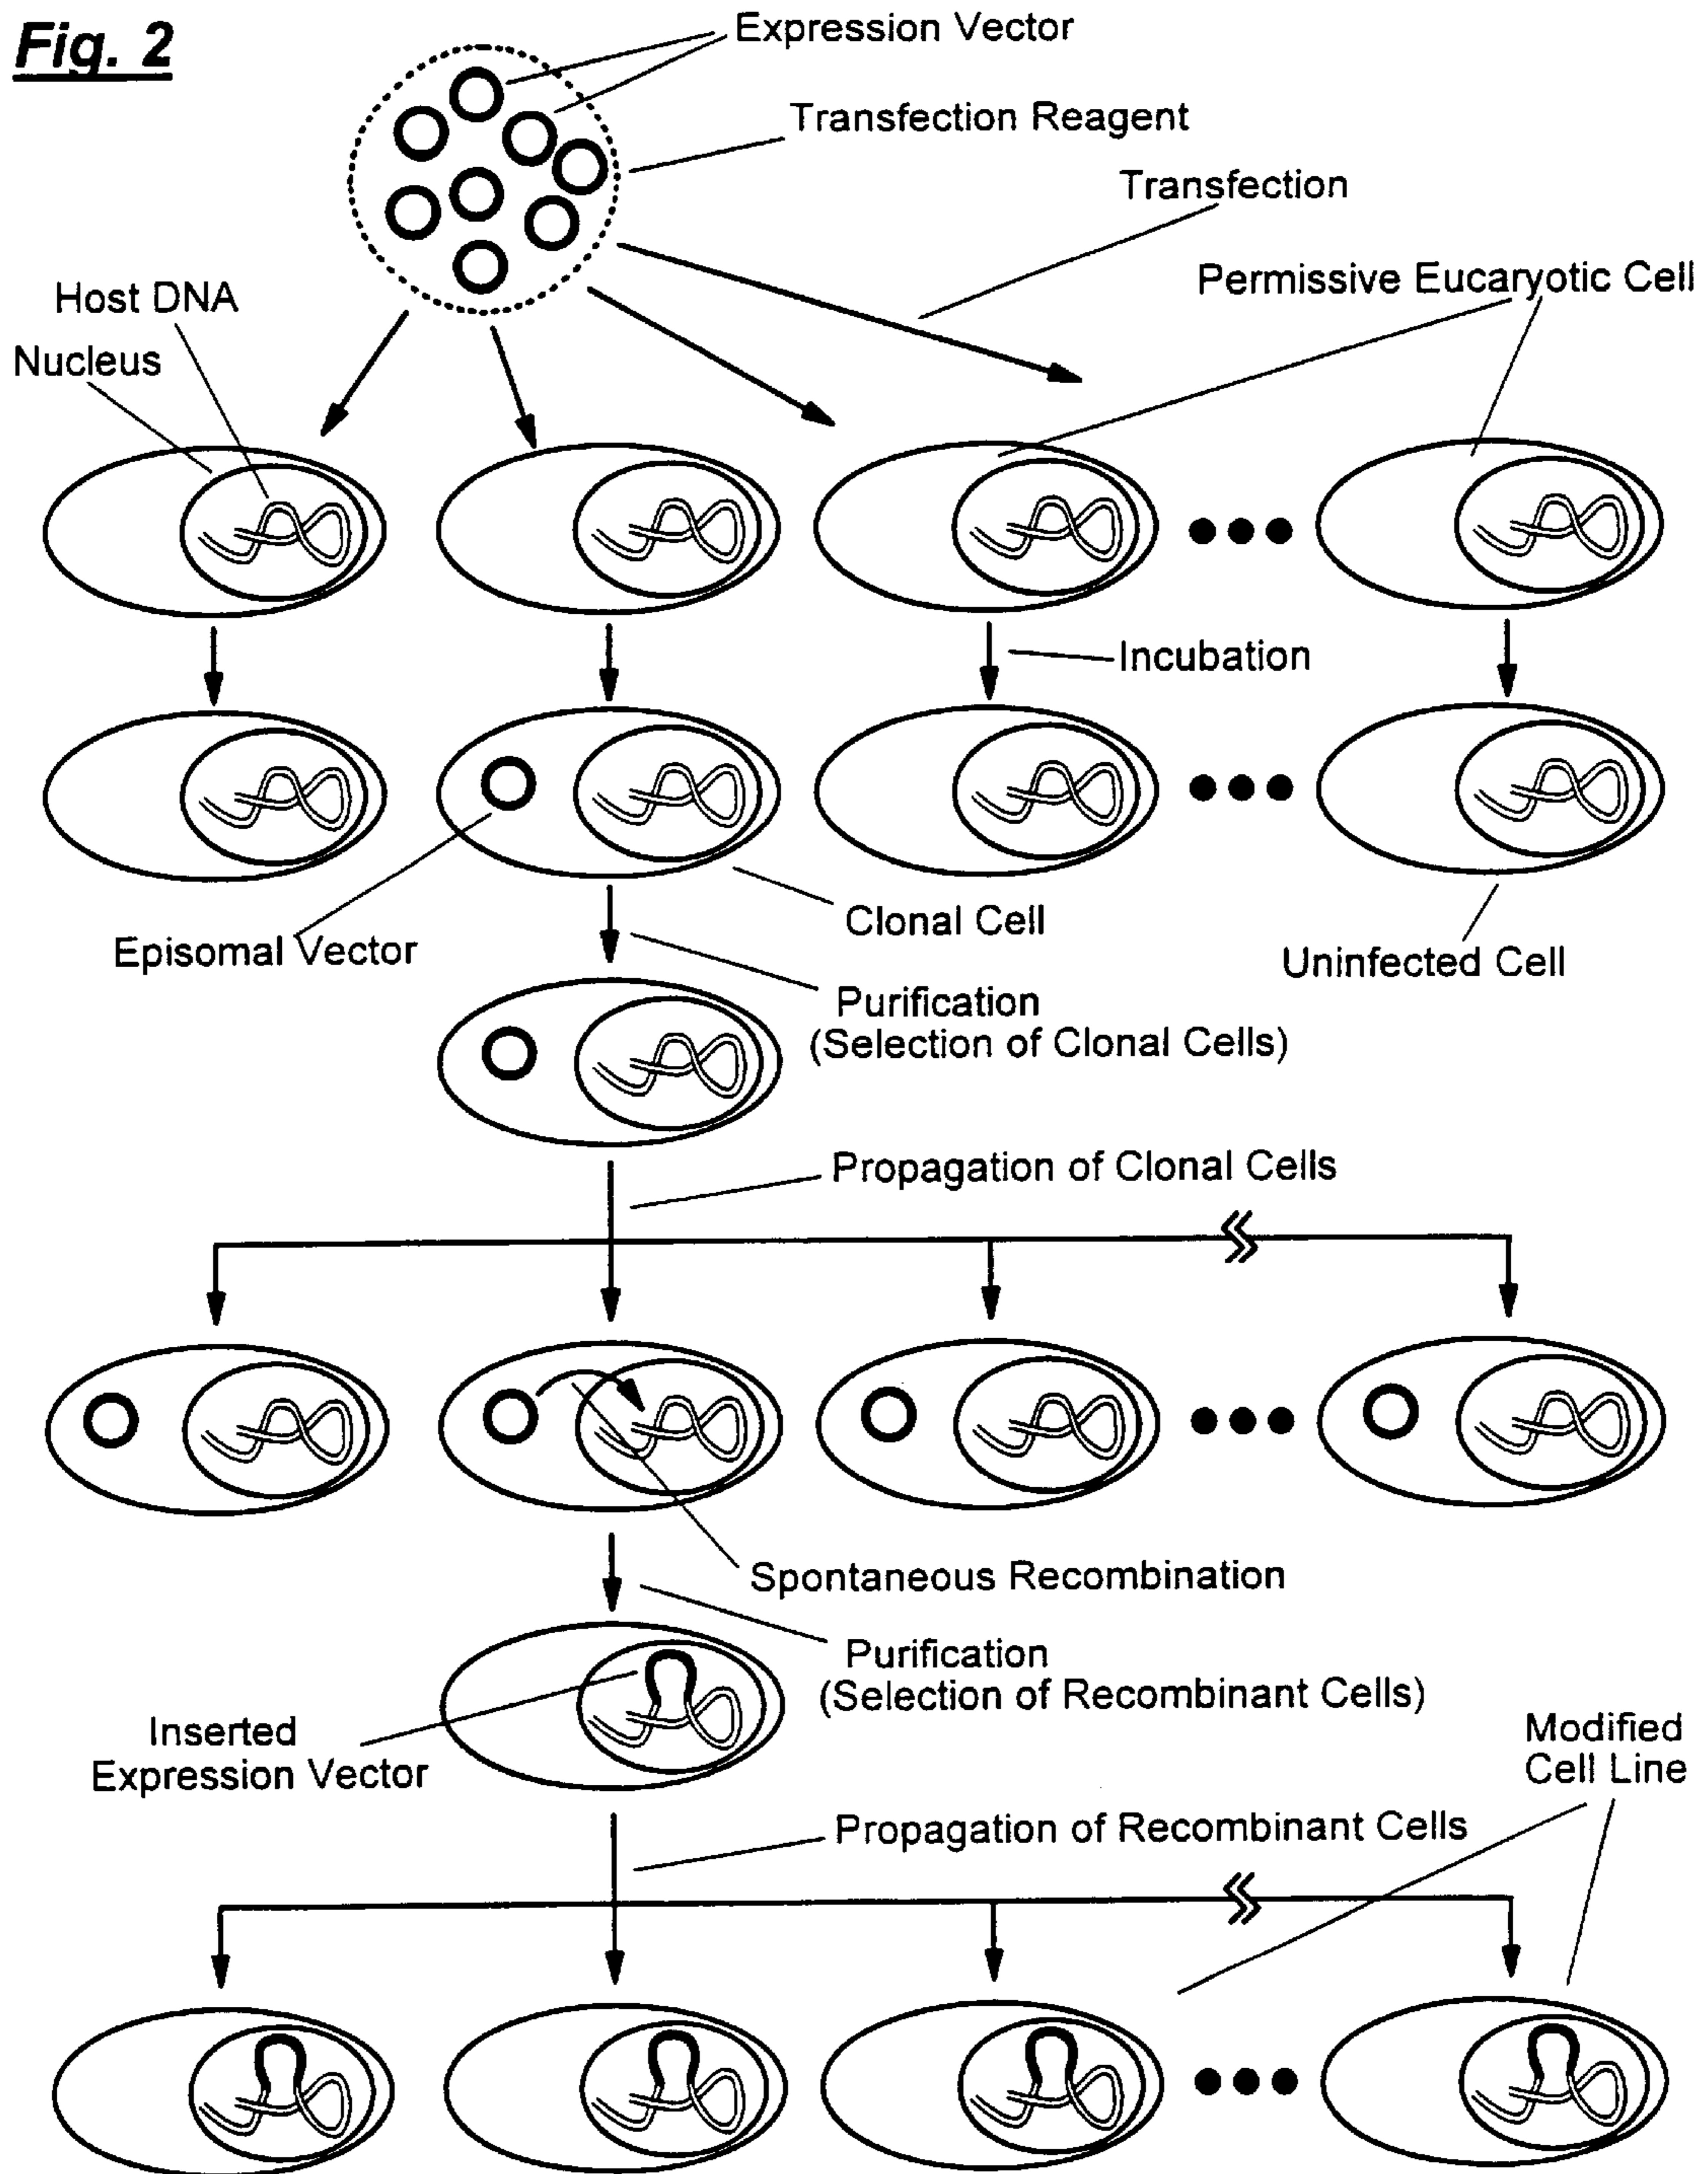 Fig. 2
Expression Vector
Transfection Reagent
Transfection
Permissive Eucaryotic Cell
Host DNA
Nucleus
Incubation
Episomal Vector
Clonal Cell
Uninfected Cell
Purification
(Selection of Clonal Cells)
Propagation of Clonal Cells
Spontaneous Recombination
Purification
(Selection of Recombinant Cells)
Inserted
Expression Vector
Modified
Cell Line
Propagation of Recombinant Cells